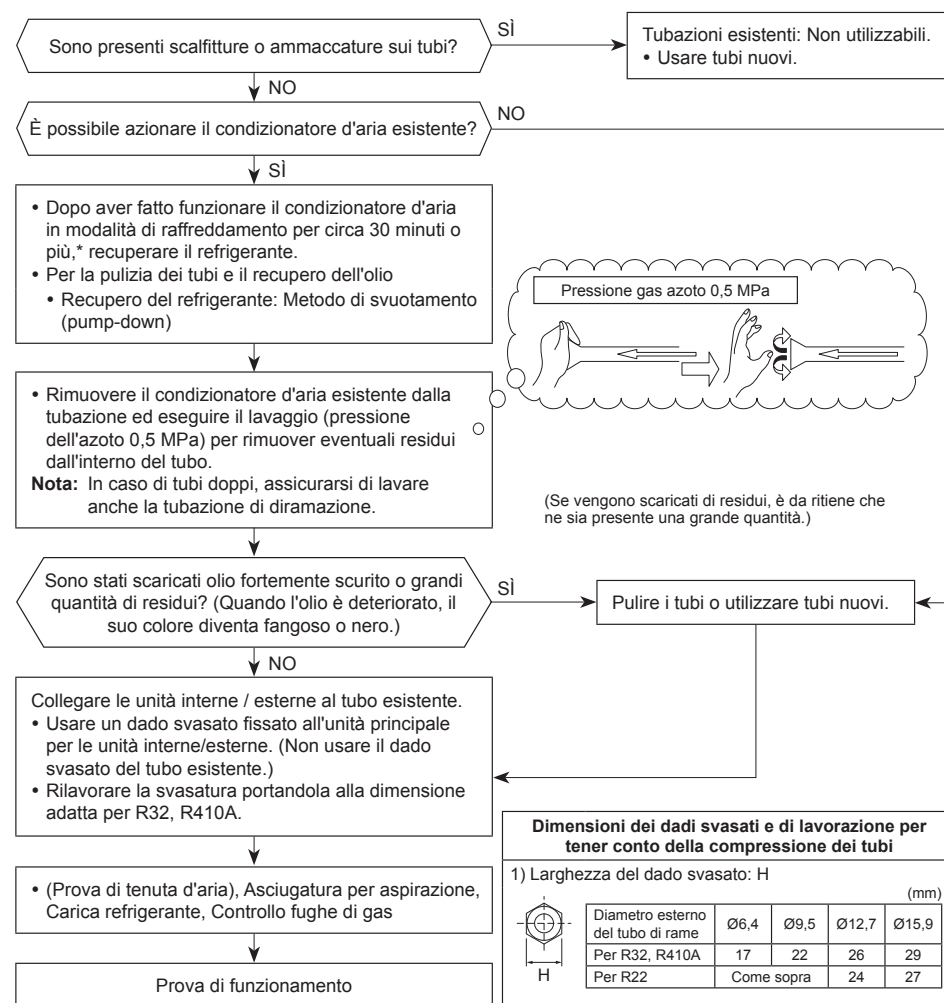 Sono presenti scalfitture o ammaccature sui tubi?
SÌ
Tubazioni esistenti: Non utilizzabili.
• Usare tubi nuovi.
NO
È possibile azionare il condizionatore d'aria esistente?
NO
SÌ
• Dopo aver fatto funzionare il condizionatore d'aria
in modalità di raffreddamento per circa 30 minuti o
più,* recuperare il refrigerante.
• Per la pulizia dei tubi e il recupero dell'olio
• Recupero del refrigerante: Metodo di svuotamento
(pump-down)
Pressione gas azoto 0,5 MPa
• Rimuovere il condizionatore d'aria esistente dalla
tubazione ed eseguire il lavaggio (pressione
dell'azoto 0,5 MPa) per rimuover eventuali residui
dall'interno del tubo.
Nota: In caso di tubi doppi, assicurarsi di lavare
anche la tubazione di diramazione.
(Se vengono scaricati di residui, è da ritiene che
ne sia presente una grande quantità.)
Sono stati scaricati olio fortemente scurito o grandi
quantità di residui? (Quando l'olio è deteriorato, il
suo colore diventa fangoso o nero.)
SÌ
Pulire i tubi o utilizzare tubi nuovi.
NO
Collegare le unità interne / esterne al tubo esistente.
• Usare un dado svasato fissato all'unità principale
per le unità interne/esterne. (Non usare il dado
svasato del tubo esistente.)
• Rilavorare la svasatura portandola alla dimensione
adatta per R32, R410A.
• (Prova di tenuta d'aria), Asciugatura per aspirazione,
Carica refrigerante, Controllo fughe di gas
Prova di funzionamento
Dimensioni dei dadi svasati e di lavorazione per
tener conto della compressione dei tubi
1) Larghezza del dado svasato: H
(mm)
H
Diametro esterno
del tubo di rame Ø6,4 Ø9,5 Ø12,7 Ø15,9
Per R32, R410A 17 22 26 29
Per R22 Come sopra 24 27